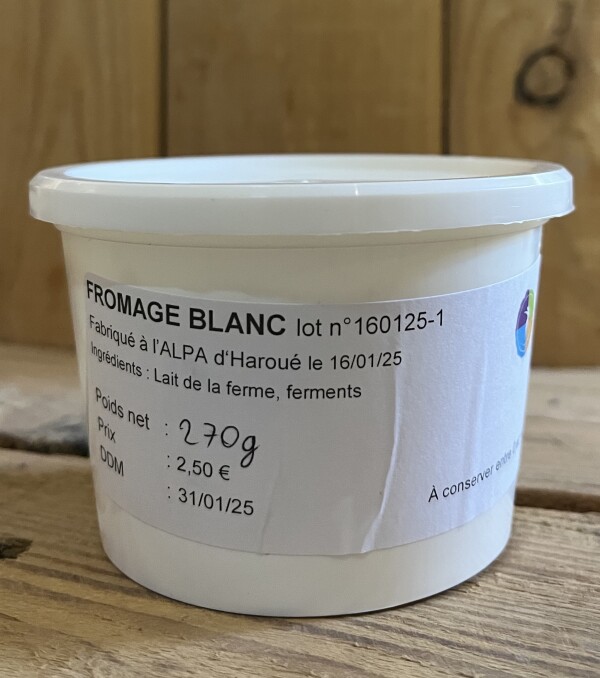 FROMAGE BLANC lot n°160125-1
Fabriqué à l'ALPA d'Haroué le 16/01/25
Ingrédients : Lait de la ferme, ferments
Poids net : 270g
Prix : 2,50 €
DDM : 31/01/25
À conserver entre